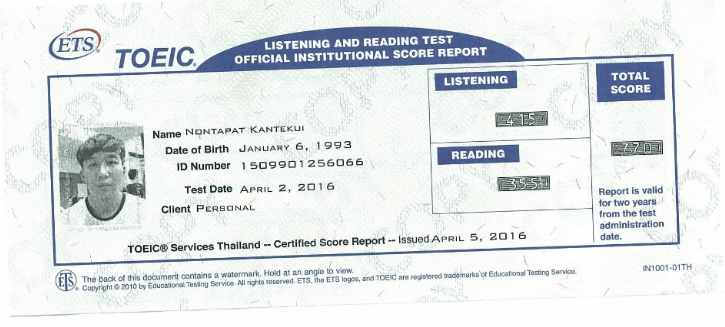 ETS
TOEIC
LISTENING AND READING TEST
OFFICIAL INSTITUTIONAL SCORE REPORT
Name NONTAPAT KANTEKUI
Date of Birth JANUARY 6, 1993
ID Number 1509901256066
Test Date APRIL 2, 2016
Client PERSONAL
LISTENING
415
READING
355
TOTAL
SCORE
770
Report is valid
for two years
from the test
administration
date.
TOEIC® Services Thailand -- Certified Score Report -- Issued APRIL 5, 2016
ETS
The back of this document contains a watermark. Hold at an angle to view.
Copyright © 2010 by Educational Testing Service. All rights reserved. ETS, the ETS logos, and TOEIC are registered trademarks of Educational Testing Service.
IN1001-01TH